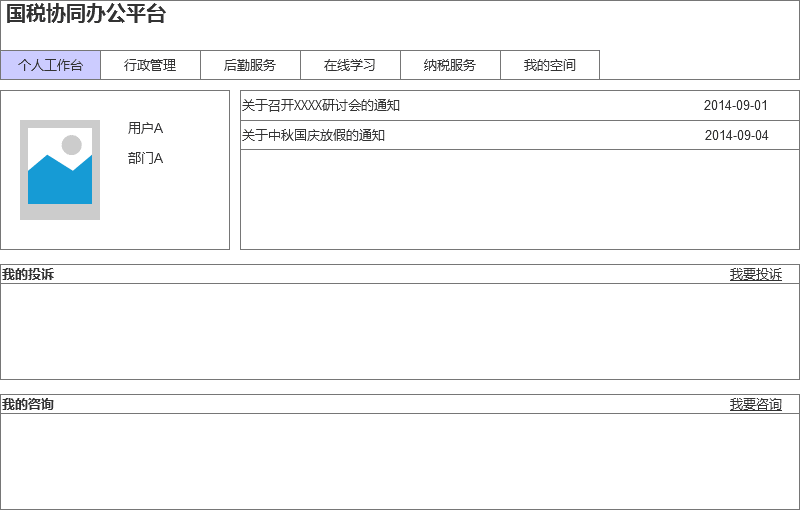 国税协同办公平台
个人工作台 行政管理 后勤服务 在线学习 纳税服务 我的空间
用户A
部门A
关于召开XXXX研讨会的通知 2014-09-01
关于中秋国庆放假的通知 2014-09-04
我的投诉 我要投诉
我的咨询 我要咨询